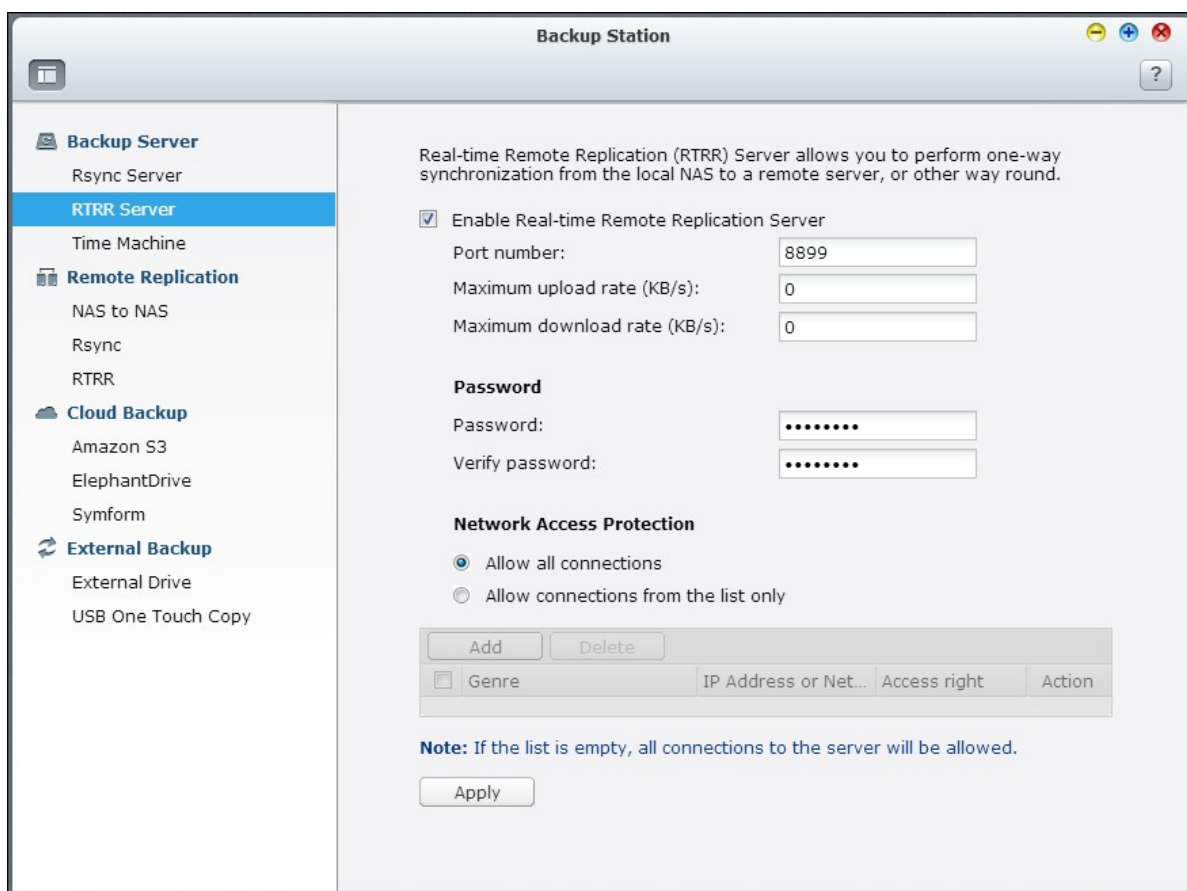 Backup Station
?
Backup Server
Rsync Server
RTRR Server
Time Machine
Remote Replication
NAS to NAS
Rsync
RTRR
Cloud Backup
Amazon S3
ElephantDrive
Symform
External Backup
External Drive
USB One Touch Copy
Real-time Remote Replication (RTRR) Server allows you to perform one-way
synchronization from the local NAS to a remote server, or other way round.
Enable Real-time Remote Replication Server
Port number: 8899
Maximum upload rate (KB/s): 0
Maximum download rate (KB/s): 0
Password
Password: ••••••••
Verify password: ••••••••
Network Access Protection
Allow all connections
Allow connections from the list only
Add Delete
Genre IP Address or Net... Access right Action
Note: If the list is empty, all connections to the server will be allowed.
Apply